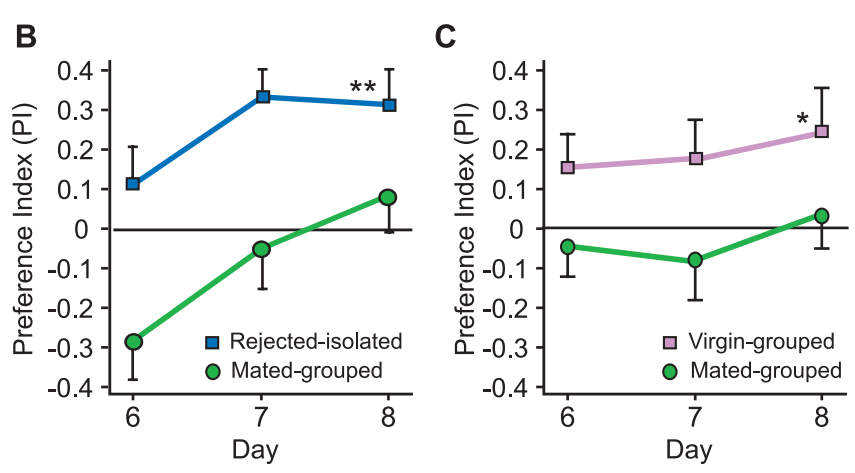 B
Preference Index (PI)
0.4
0.3
0.2
0.1
0
-0.1
-0.2
-0.3
-0.4
**
Rejected-isolated
Mated-grouped
6 7 8
Day
C
Preference Index (PI)
0.4
0.3
0.2
0.1
0
-0.1
-0.2
-0.3
-0.4
*
Virgin-grouped
Mated-grouped
6 7 8
Day